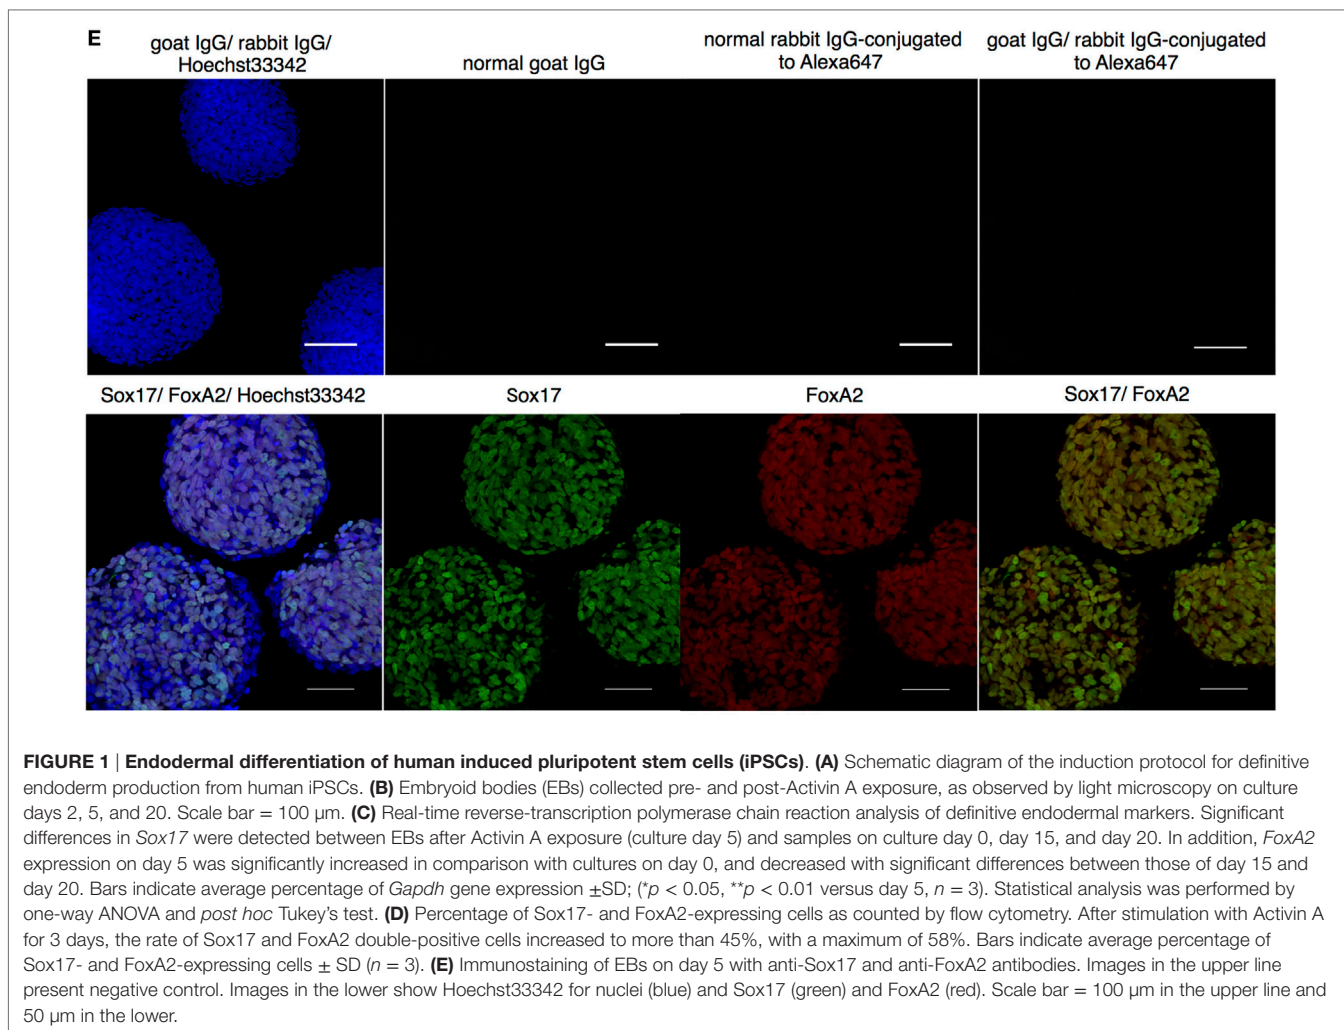 E
goat IgG/ rabbit IgG/
Hoechst33342
normal goat IgG
normal rabbit IgG-conjugated
to Alexa647
goat IgG/ rabbit IgG-conjugated
to Alexa647
Sox17/ FoxA2/ Hoechst33342
Sox17
FoxA2
Sox17/ FoxA2
FIGURE 1 | Endodermal differentiation of human induced pluripotent stem cells (iPSCs). (A) Schematic diagram of the induction protocol for definitive
endoderm production from human iPSCs. (B) Embryoid bodies (EBs) collected pre- and post-Activin A exposure, as observed by light microscopy on culture
days 2, 5, and 20. Scale bar = 100 μm. (C) Real-time reverse-transcription polymerase chain reaction analysis of definitive endodermal markers. Significant
differences in Sox17 were detected between EBs after Activin A exposure (culture day 5) and samples on culture day 0, day 15, and day 20. In addition, FoxA2
expression on day 5 was significantly increased in comparison with cultures on day 0, and decreased with significant differences between those of day 15 and
day 20. Bars indicate average percentage of Gapdh gene expression ±SD; (*p < 0.05, **p < 0.01 versus day 5, n = 3). Statistical analysis was performed by
one-way ANOVA and post hoc Tukey's test. (D) Percentage of Sox17- and FoxA2-expressing cells as counted by flow cytometry. After stimulation with Activin A
for 3 days, the rate of Sox17 and FoxA2 double-positive cells increased to more than 45%, with a maximum of 58%. Bars indicate average percentage of
Sox17- and FoxA2-expressing cells ± SD (n = 3). (E) Immunostaining of EBs on day 5 with anti-Sox17 and anti-FoxA2 antibodies. Images in the upper line
present negative control. Images in the lower show Hoechst33342 for nuclei (blue) and Sox17 (green) and FoxA2 (red). Scale bar = 100 μm in the upper line and
50 μm in the lower.